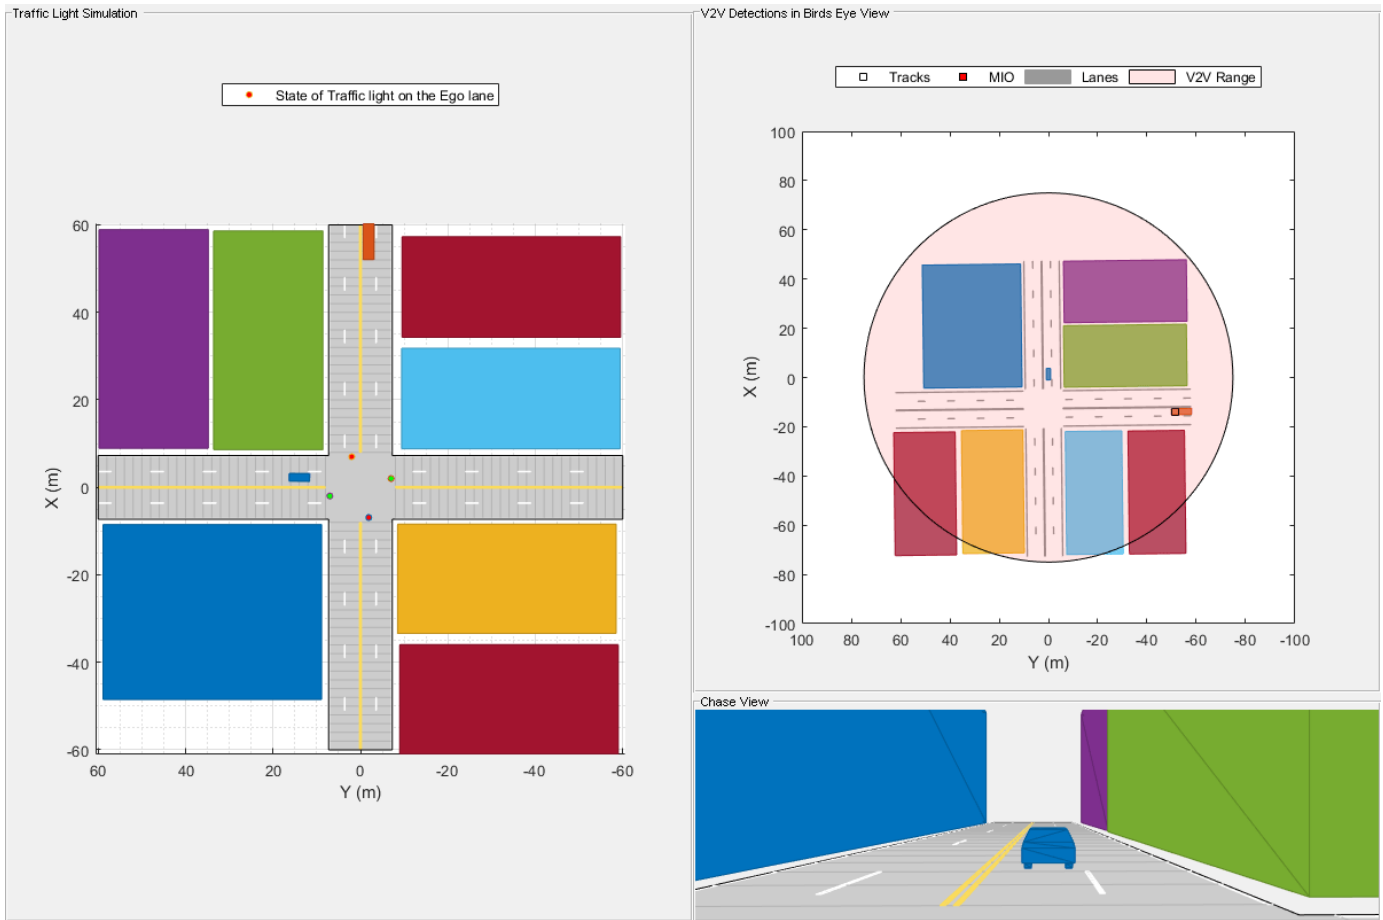 Traffic Light Simulation
State of Traffic light on the Ego lane
60
40
20
0
-20
-40
-60
X (m)
60 40 20 0 -20 -40 -60
Y (m)
V2V Detections in Birds Eye View
Tracks MIO Lanes V2V Range
100
80
60
40
20
0
-20
-40
-60
-80
-100
X (m)
100 80 60 40 20 0 -20 -40 -60 -80 -100
Y (m)
Chase View